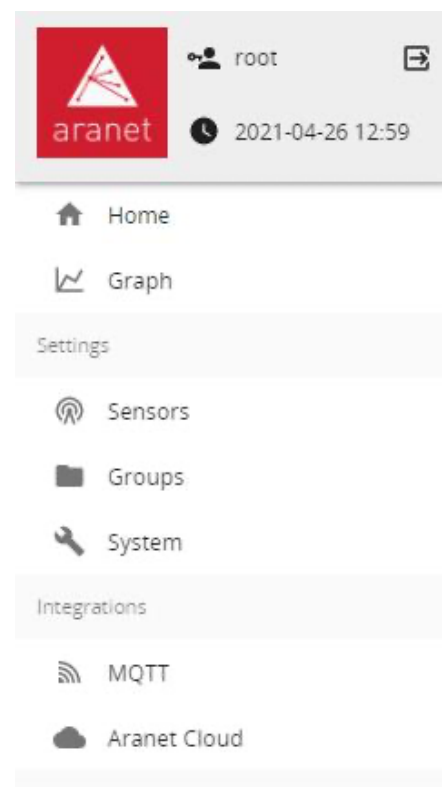 aranet
root
2021-04-26 12:59
Home
Graph
Settings
Sensors
Groups
System
Integrations
MQTT
Aranet Cloud